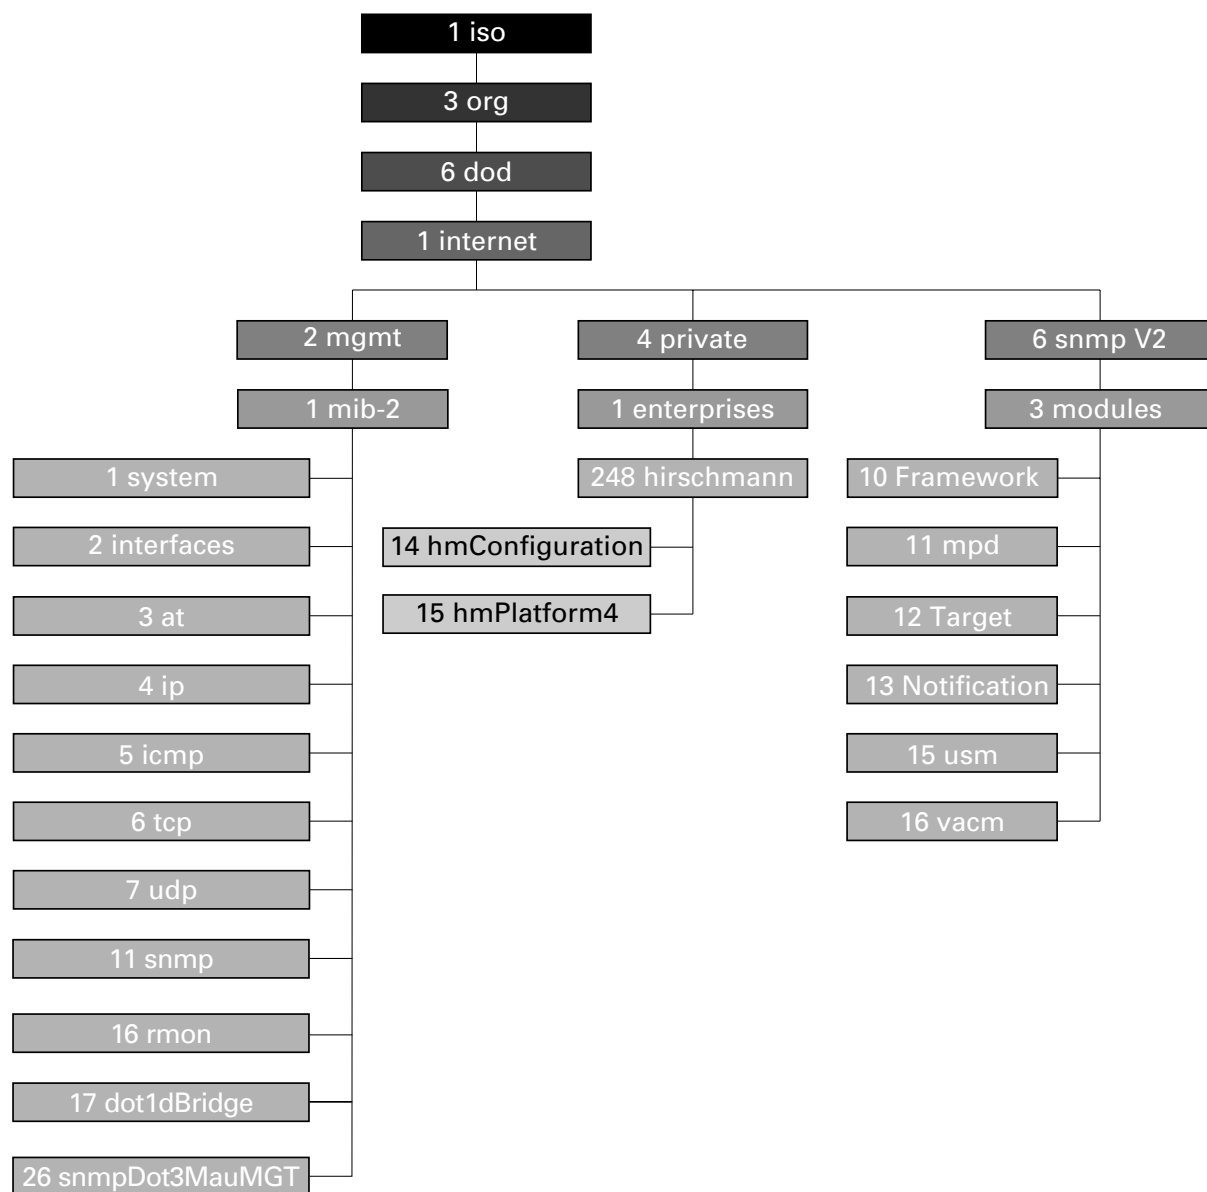 1 iso
3 org
6 dod
1 internet
2 mgmt
4 private
6 snmp V2
1 mib-2
1 enterprises
3 modules
1 system
248 hirschmann
10 Framework
2 interfaces
14 hmConfiguration
11 mpd
3 at
15 hmPlatform4
12 Target
4 ip
13 Notification
5 icmp
15 usm
6 tcp
16 vacm
7 udp
11 snmp
16 rmon
17 dot1dBridge
26 snmpDot3MauMGT